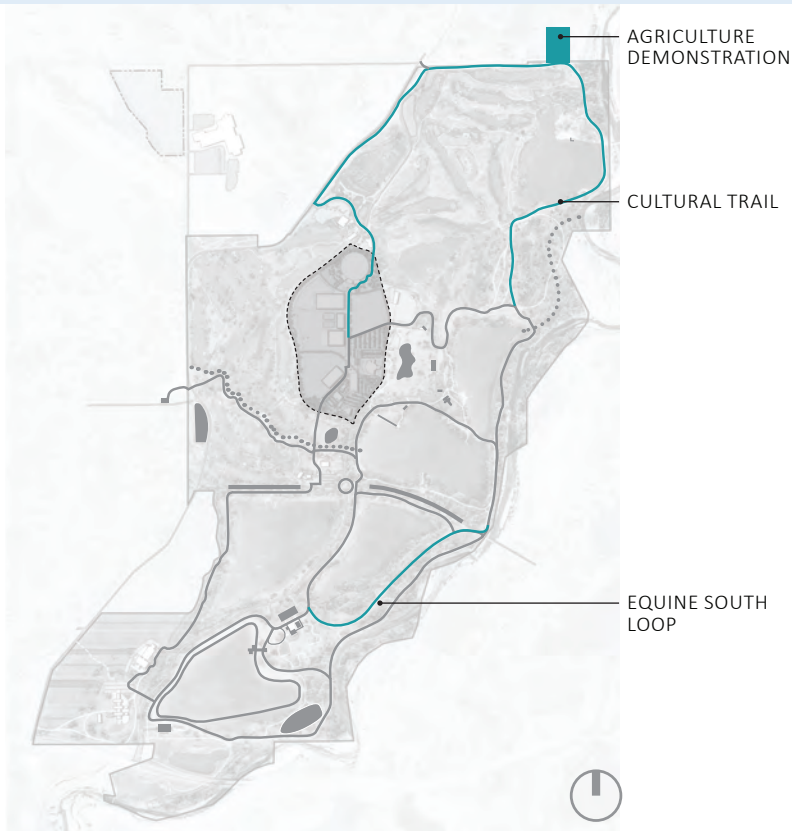 AGRICULTURE
DEMONSTRATION
CULTURAL TRAIL
EQUINE SOUTH
LOOP